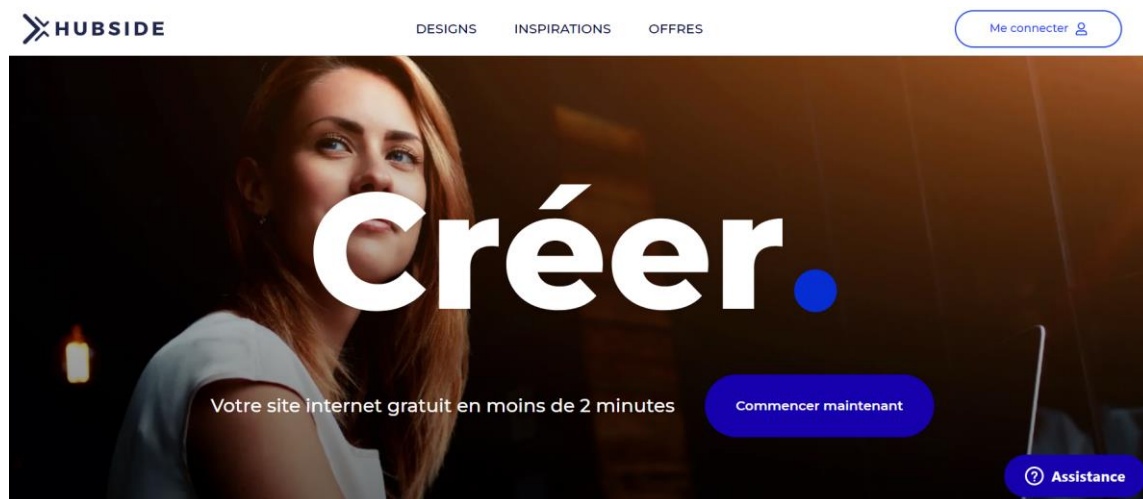 HUBSIDE
DESIGNS INSPIRATIONS OFFRES
Me connecter
Créer.
Votre site internet gratuit en moins de 2 minutes
Commencer maintenant
? Assistance